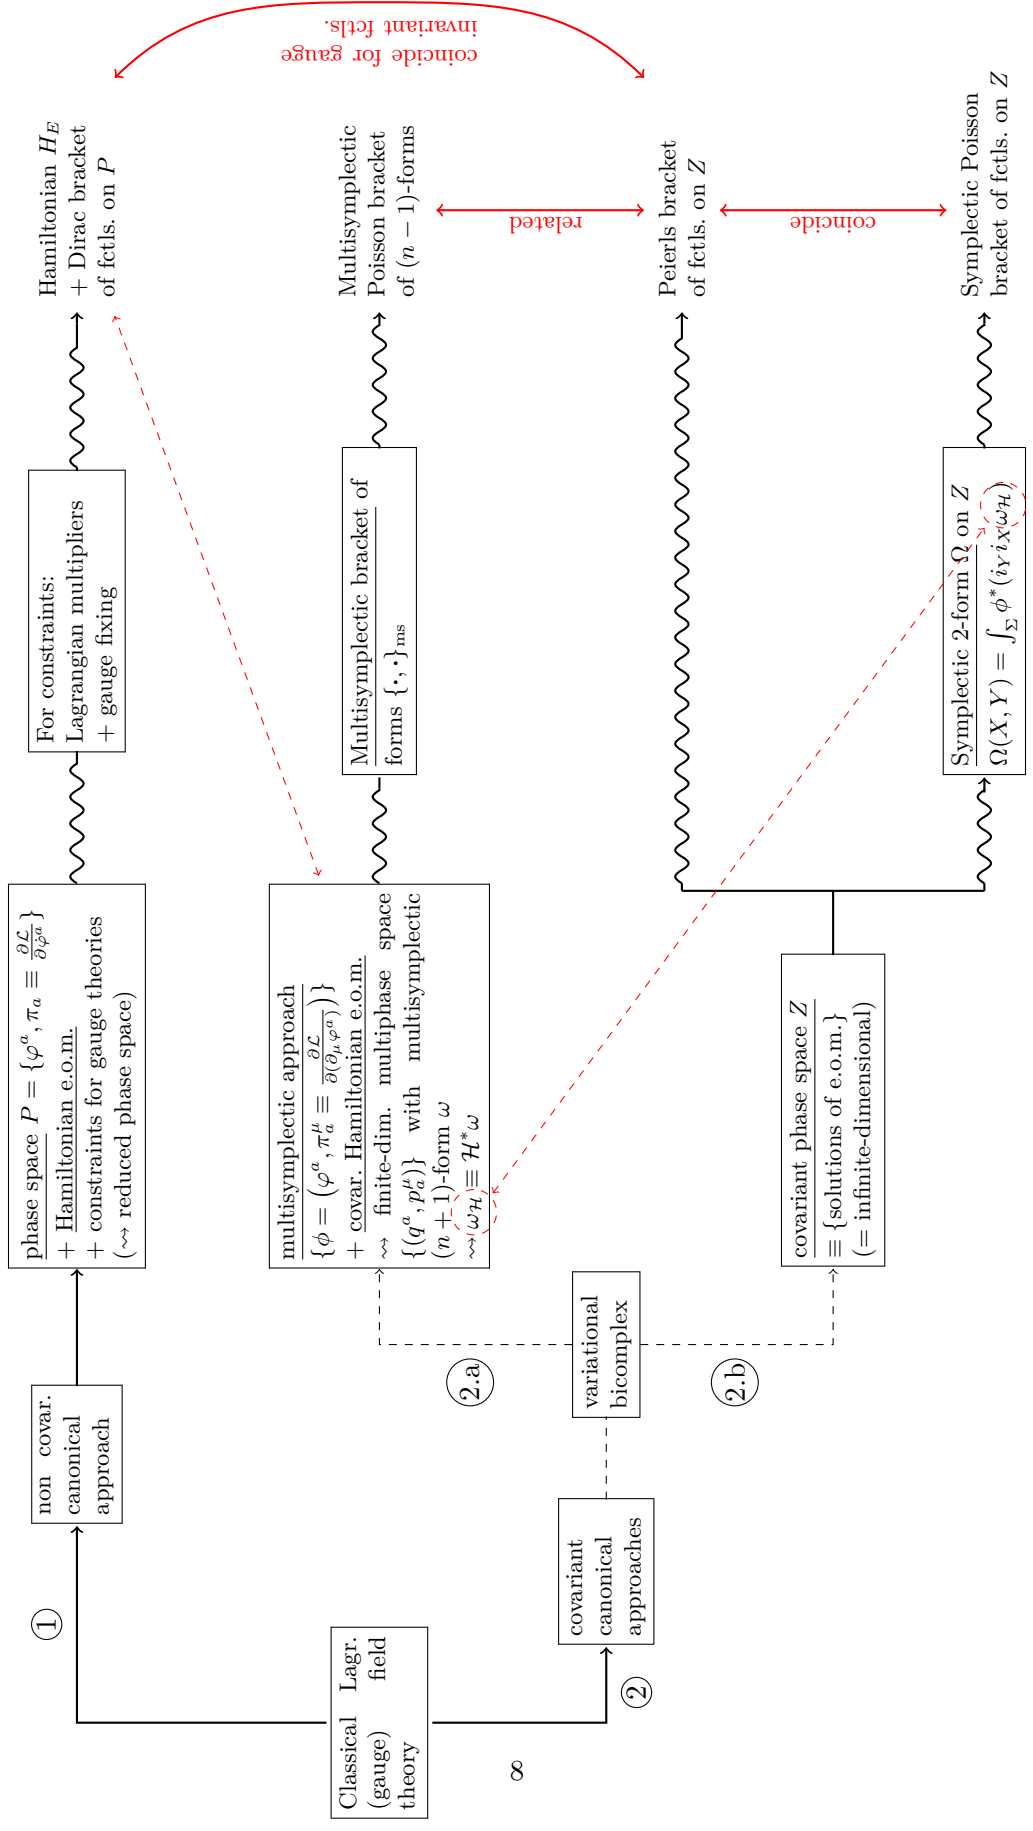 Classical Lagr.
(gauge) field
theory
①
non covar.
canonical
approach
phase space P = {φ^a, π_a ≡ ∂ℒ/∂φ̇^a}
+ Hamiltonian e.o.m.
+ constraints for gauge theories
(⇝ reduced phase space)
For constraints:
Lagrangian multipliers
+ gauge fixing
Hamiltonian H_E
+ Dirac bracket
of fctls. on P
coincide for gauge
invariant fctls.
②
covariant
canonical
approaches
variational
bicomplex
2.a
multisymplectic approach
{ϕ = (φ^a, π^μ_a ≡ ∂ℒ/∂(∂_μφ^a))}
+ covar. Hamiltonian e.o.m.
⇝ finite-dim. multiphase space
{(q^a, p^μ_a)} with multisymplectic
(n + 1)-form ω
⇝ ω_ℋ ≡ ℋ*ω
Multisymplectic bracket of
forms {•, •}_ms
Multisymplectic
Poisson bracket
of (n − 1)-forms
related
2.b
covariant phase space Z
≡ {solutions of e.o.m.}
(= infinite-dimensional)
Peierls bracket
of fctls. on Z
coincide
Symplectic 2-form Ω on Z
Ω(X, Y) = ∫_Σ ϕ*(i_Y i_X ω_ℋ)
Symplectic Poisson
bracket of fctls. on Z
8